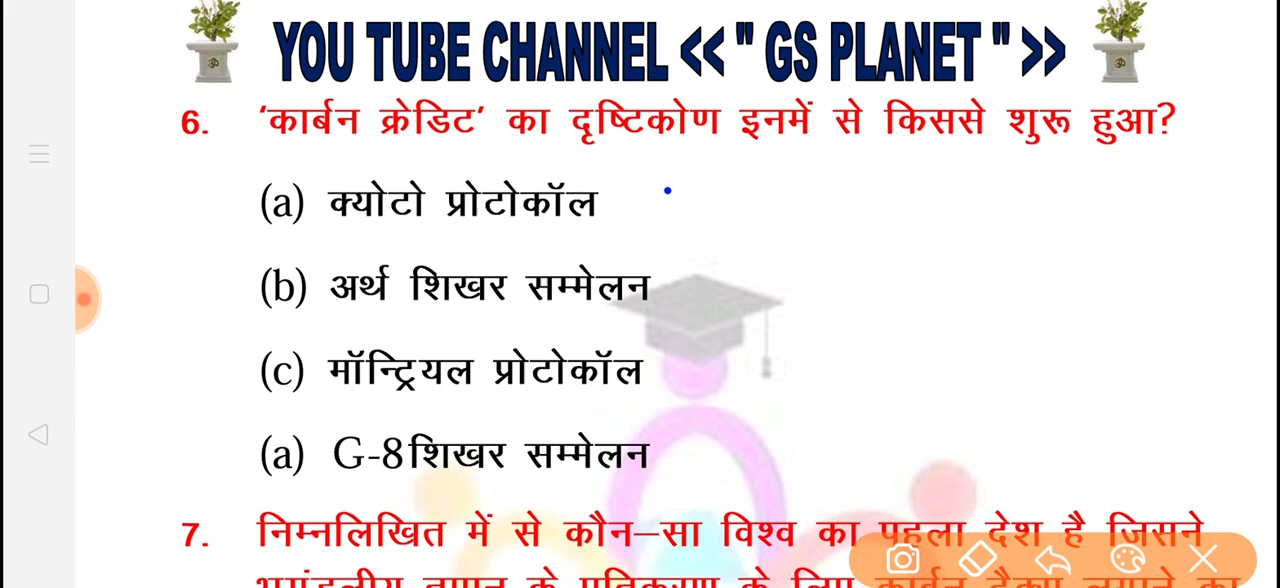 YOU TUBE CHANNEL << " GS PLANET " >>
6. 'कार्बन क्रेडिट' का दृष्टिकोण इनमें से किससे शुरू हुआ?
(a) क्योटो प्रोटोकॉल
(b) अर्थ शिखर सम्मेलन
(c) मॉन्ट्रियल प्रोटोकॉल
(a) G-8शिखर सम्मेलन
7. निम्नलिखित में से कौन–सा विश्व का पहला देश है जिसने